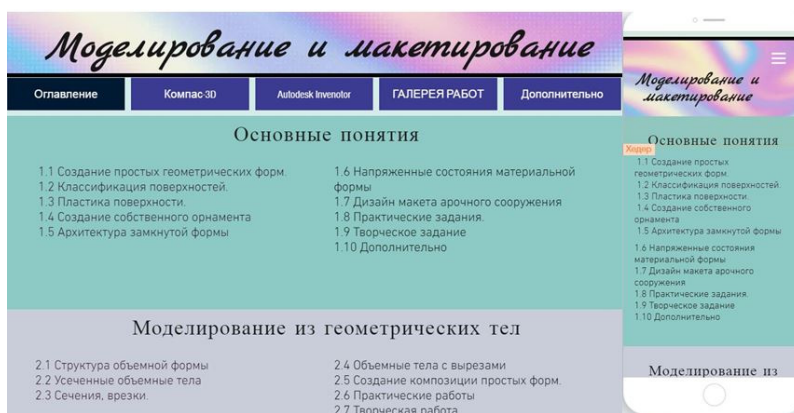 Моделирование и макетирование
Оглавление
Компас-3D
Autodesk Invenotor
ГАЛЕРЕЯ РАБОТ
Дополнительно
Основные понятия
1.1 Создание простых геометрических форм.
1.2 Классификация поверхностей.
1.3 Пластика поверхности.
1.4 Создание собственного орнамента
1.5 Архитектура замкнутой формы
1.6 Напряженные состояния материальной
формы
1.7 Дизайн макета арочного сооружения
1.8 Практические задания.
1.9 Творческое задание
1.10 Дополнительно
Моделирование из геометрических тел
2.1 Структура объемной формы
2.2 Усеченные объемные тела
2.3 Сечения, врезки.
2.4 Объемные тела с вырезами
2.5 Создание композиции простых форм.
2.6 Практические работы
2.7 Творческая работа
Моделирование и
макетирование
Основные понятия
Хедер
1.1 Создание простых
геометрических форм.
1.2 Классификация поверхностей.
1.3 Пластика поверхности.
1.4 Создание собственного
орнамента
1.5 Архитектура замкнутой формы
1.6 Напряженные состояния
материальной формы
1.7 Дизайн макета арочного
сооружения
1.8 Практические задания.
1.9 Творческое задание
1.10 Дополнительно
Моделирование из